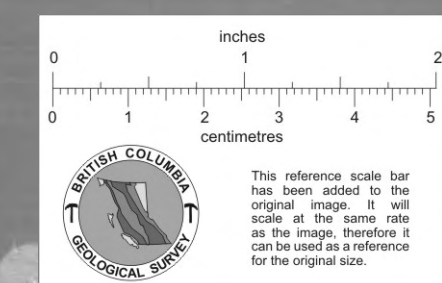 inches
0 1 2
0 1 2 3 4 5
centimetres
BRITISH COLUMBIA
GEOLOGICAL SURVEY
This reference scale bar
has been added to the
original image. It will
scale at the same rate
as the image, therefore it
can be used as a reference
for the original size.